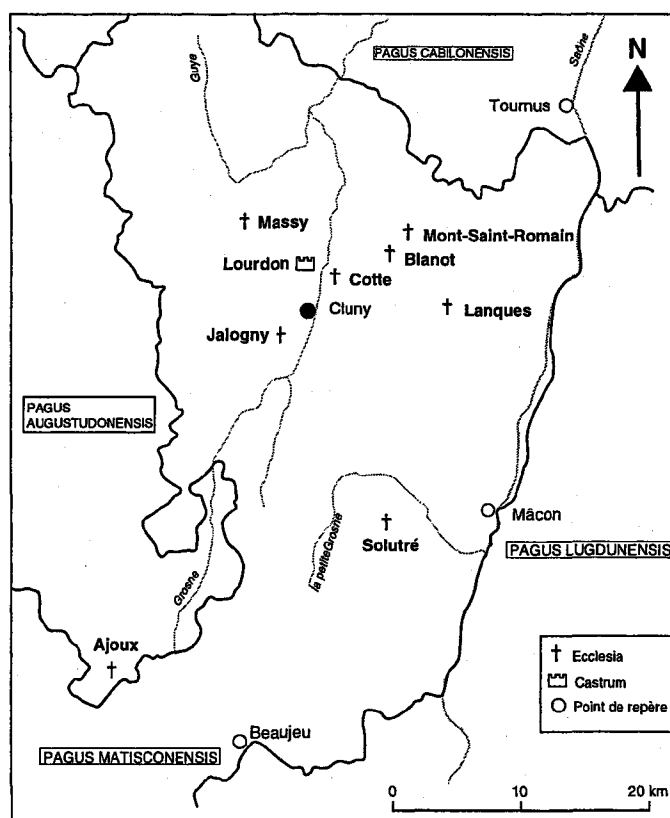 PAGUS CABILONENSIS
Saône
N
Guye
Tournus
Massy
Mont-Saint-Romain
Lourdon
Blanot
Cotte
Cluny
Lanques
Jalogny
PAGUS
AUGUSTUDONENSIS
Mâcon
la petite Grosne
Solutré
PAGUS LUGDUNENSIS
Grosne
Ajoux
Ecclesia
Castrum
Point de repère
Beaujeu
PAGUS MATISCONENSIS
0 10 20 km